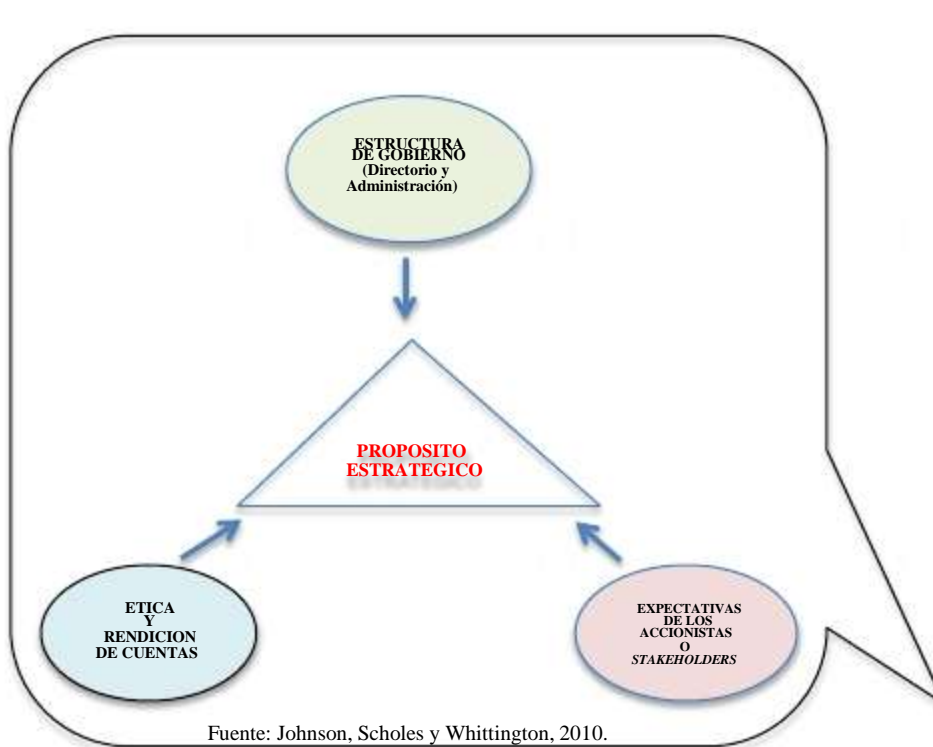 ESTRUCTURA
DE GOBIERNO
(Directorio y
Administración)
PROPOSITO
ESTRATEGICO
ETICA
Y
RENDICION
DE CUENTAS
EXPECTATIVAS
DE LOS
ACCIONISTAS
O
STAKEHOLDERS
Fuente: Johnson, Scholes y Whittington, 2010.